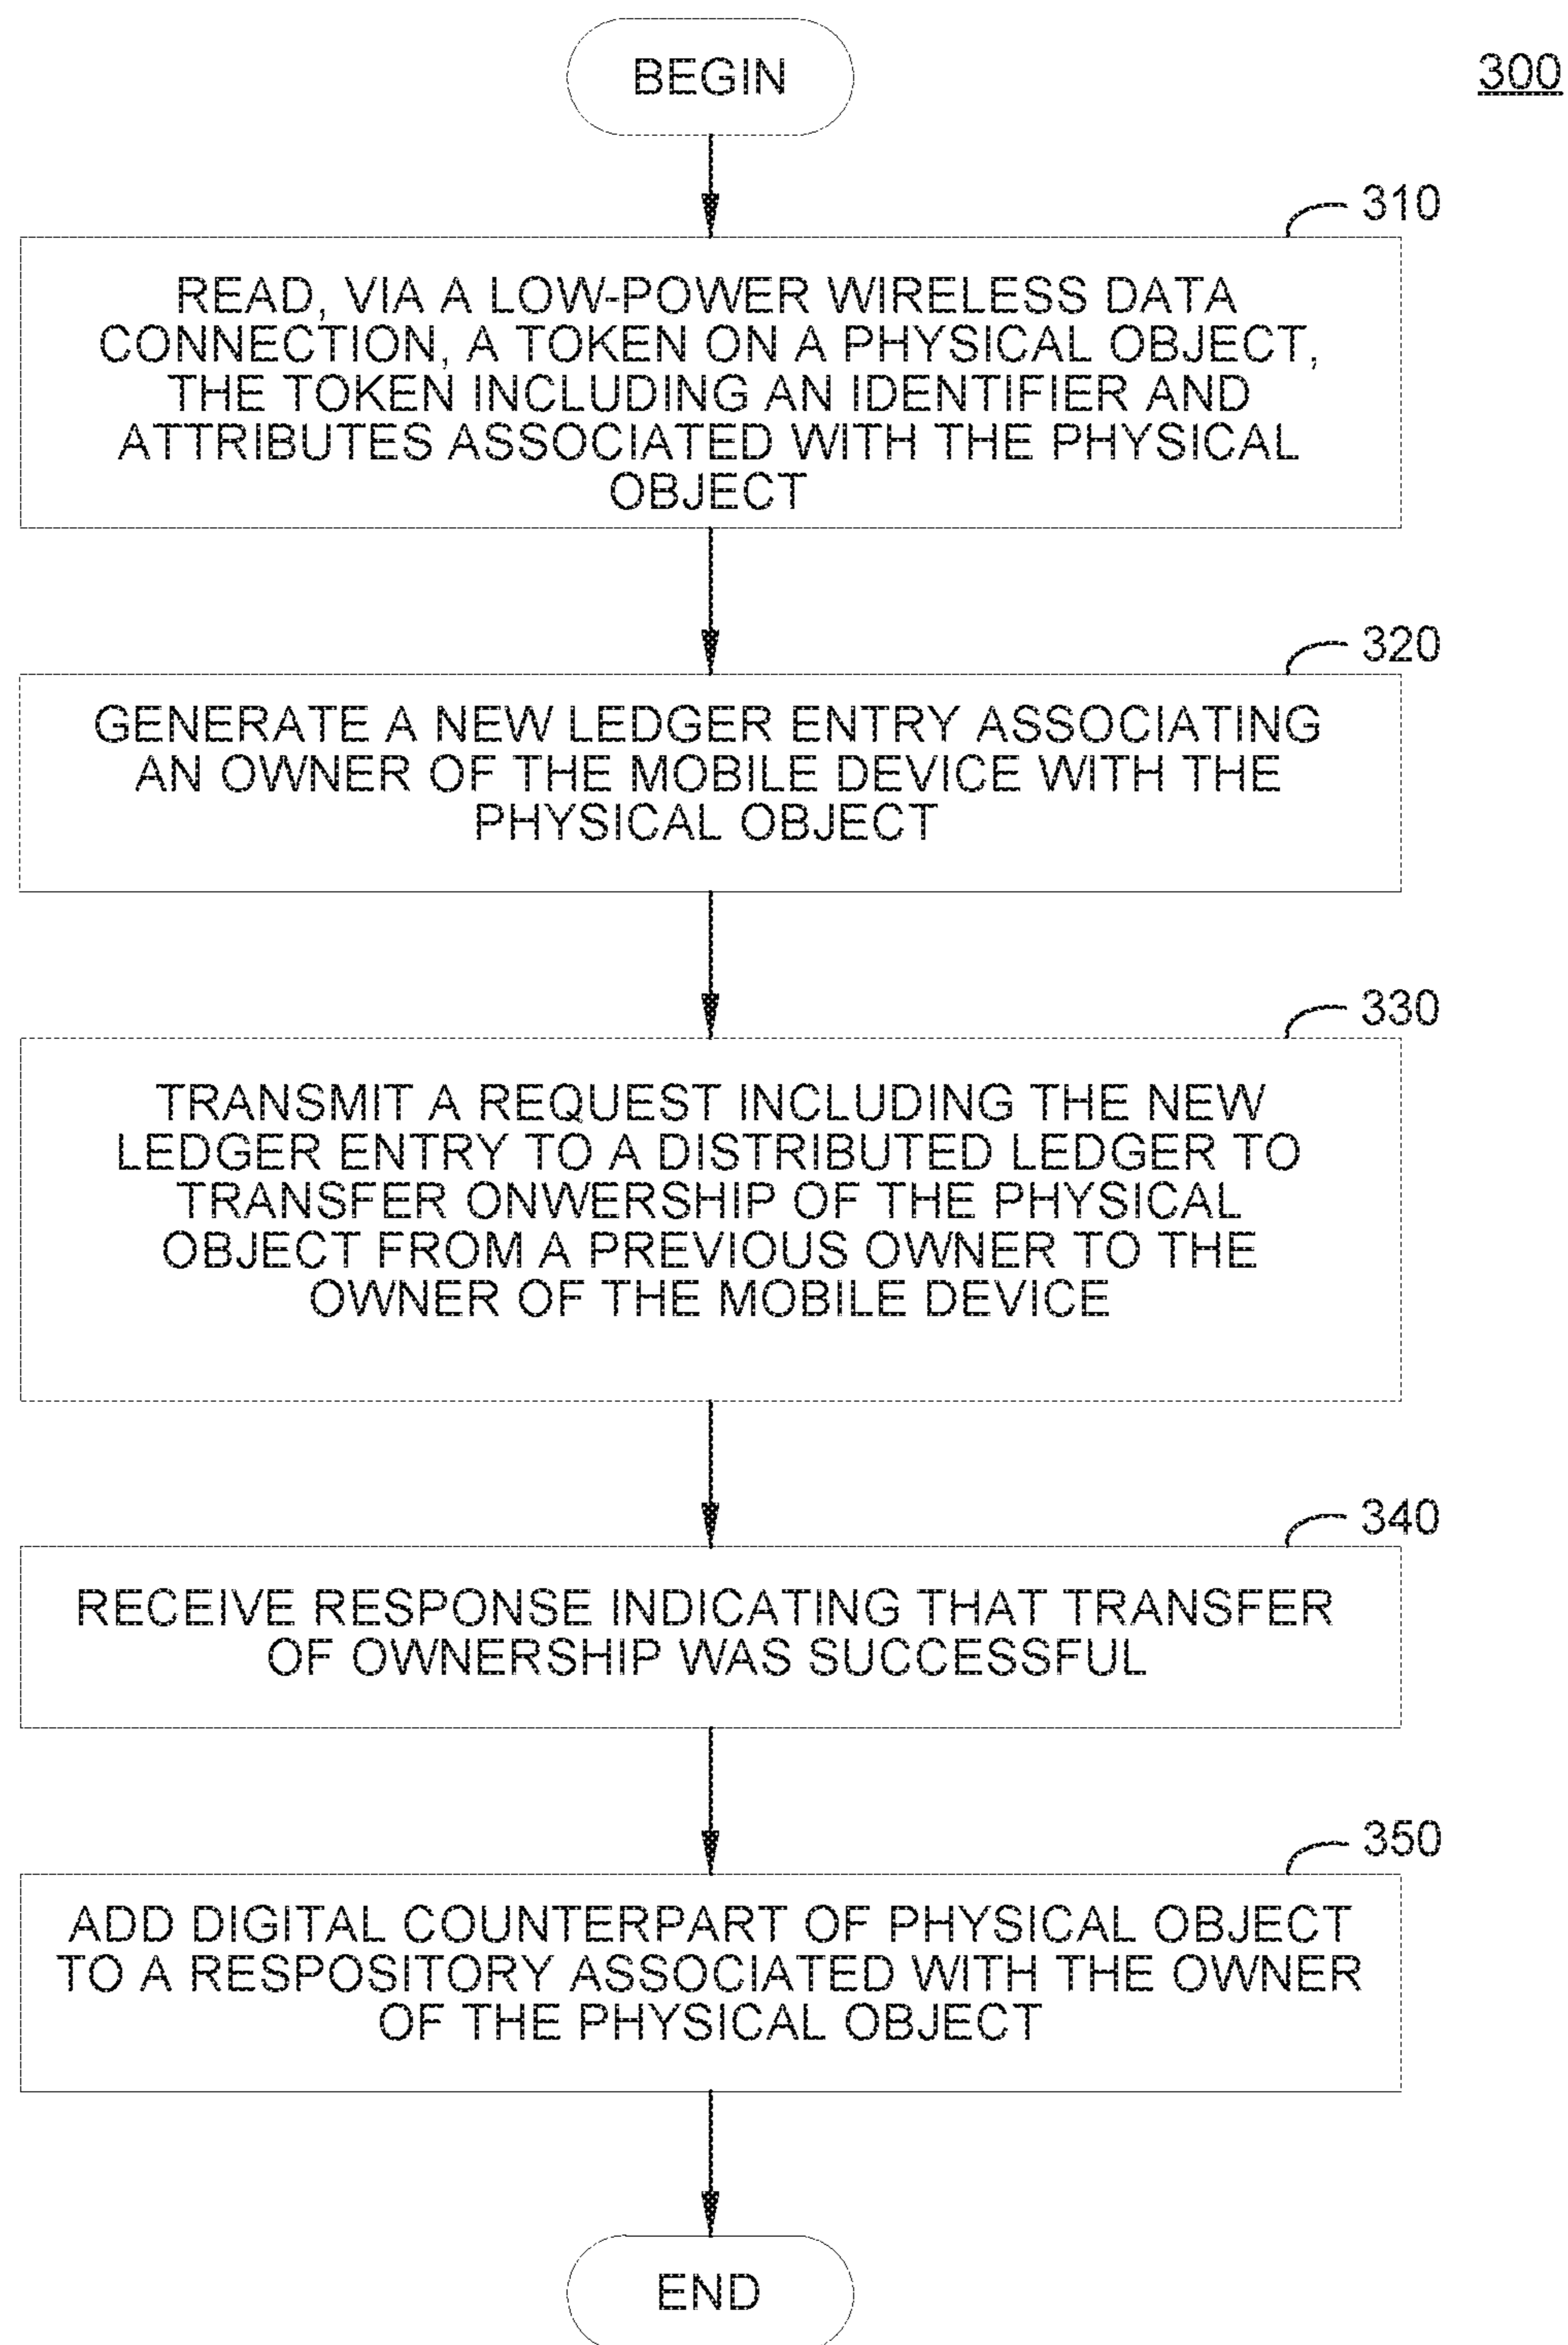 BEGIN
300
310
READ, VIA A LOW-POWER WIRELESS DATA
CONNECTION, A TOKEN ON A PHYSICAL OBJECT,
THE TOKEN INCLUDING AN IDENTIFIER AND
ATTRIBUTES ASSOCIATED WITH THE PHYSICAL
OBJECT
320
GENERATE A NEW LEDGER ENTRY ASSOCIATING
AN OWNER OF THE MOBILE DEVICE WITH THE
PHYSICAL OBJECT
330
TRANSMIT A REQUEST INCLUDING THE NEW
LEDGER ENTRY TO A DISTRIBUTED LEDGER TO
TRANSFER ONWERSHIP OF THE PHYSICAL
OBJECT FROM A PREVIOUS OWNER TO THE
OWNER OF THE MOBILE DEVICE
340
RECEIVE RESPONSE INDICATING THAT TRANSFER
OF OWNERSHIP WAS SUCCESSFUL
350
ADD DIGITAL COUNTERPART OF PHYSICAL OBJECT
TO A RESPOSITORY ASSOCIATED WITH THE OWNER
OF THE PHYSICAL OBJECT
END